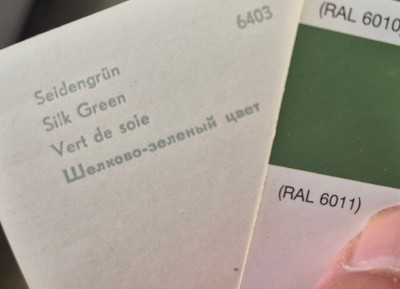 6403
Seidengrün
Silk Green
Vert de soie
Шелково-зеленый цвет
(RAL 6010)
(RAL 6011)